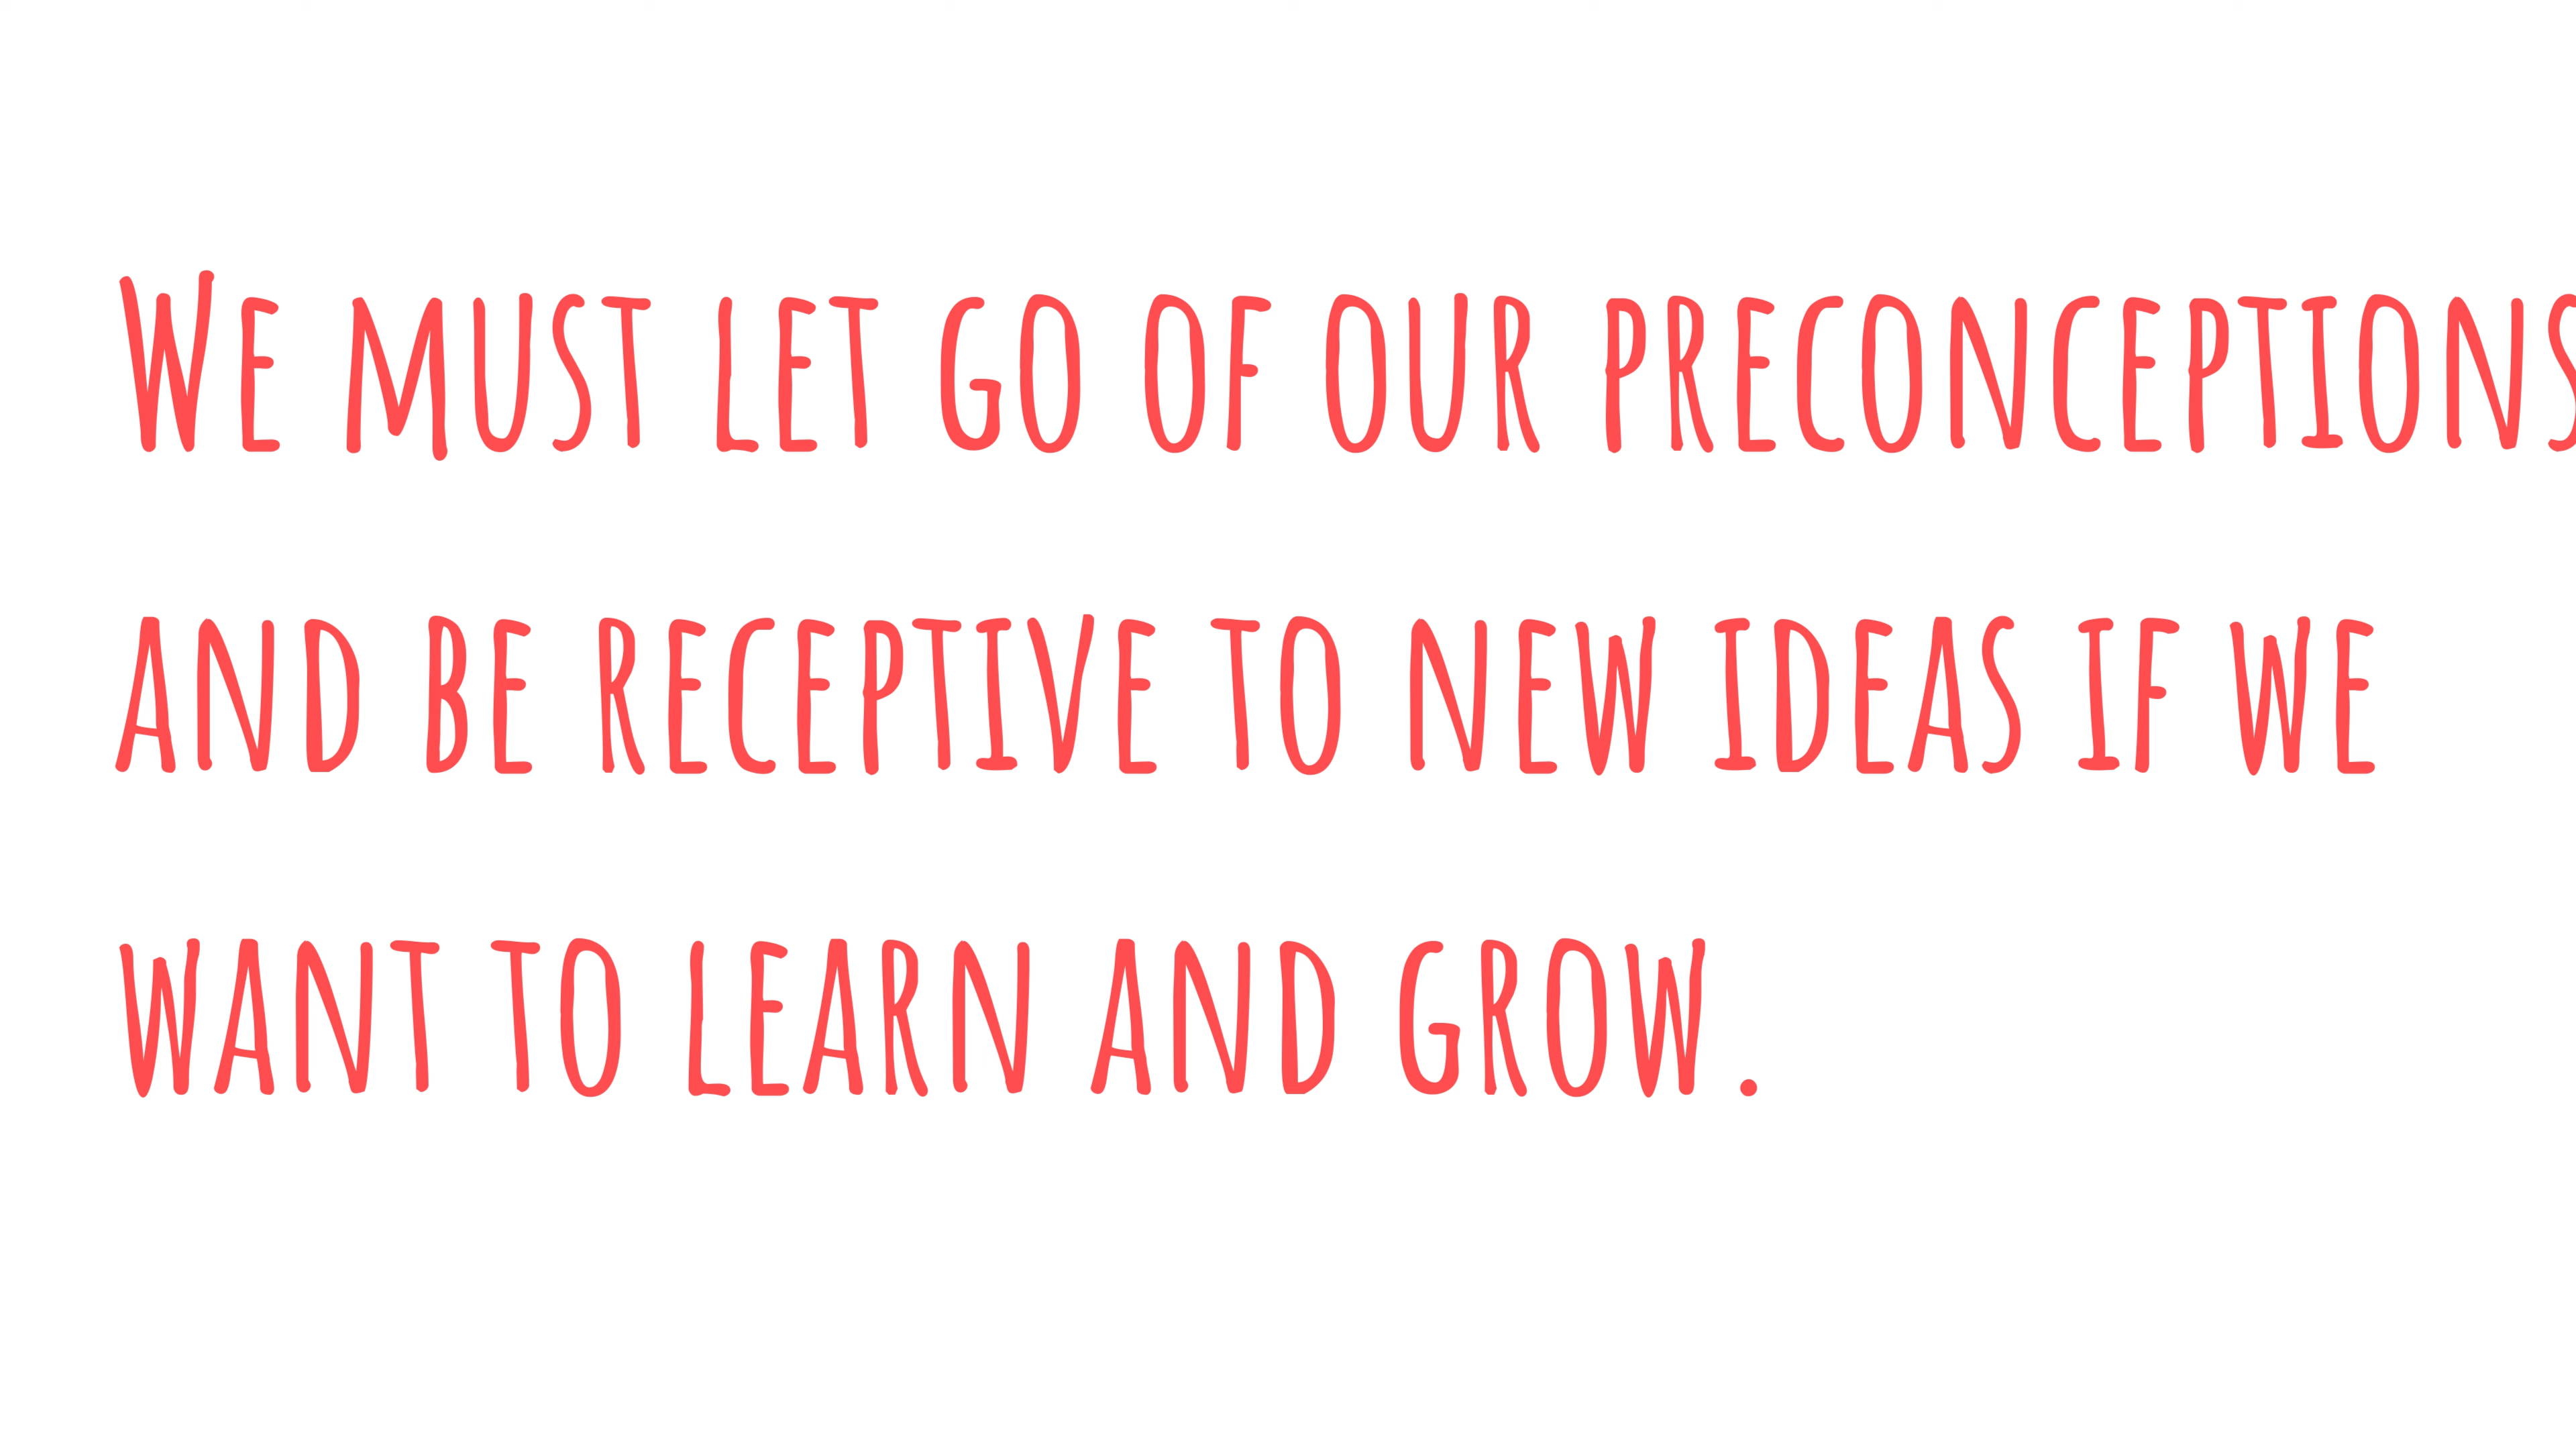 We must let go of our preconceptions
and be receptive to new ideas if we
want to learn and grow.